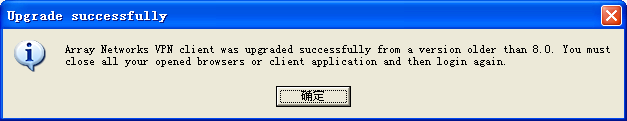 Upgrade successfully
Array Networks VPN client was upgraded successfully from a version older than 8.0. You must
close all your opened browsers or client application and then login again.
确定